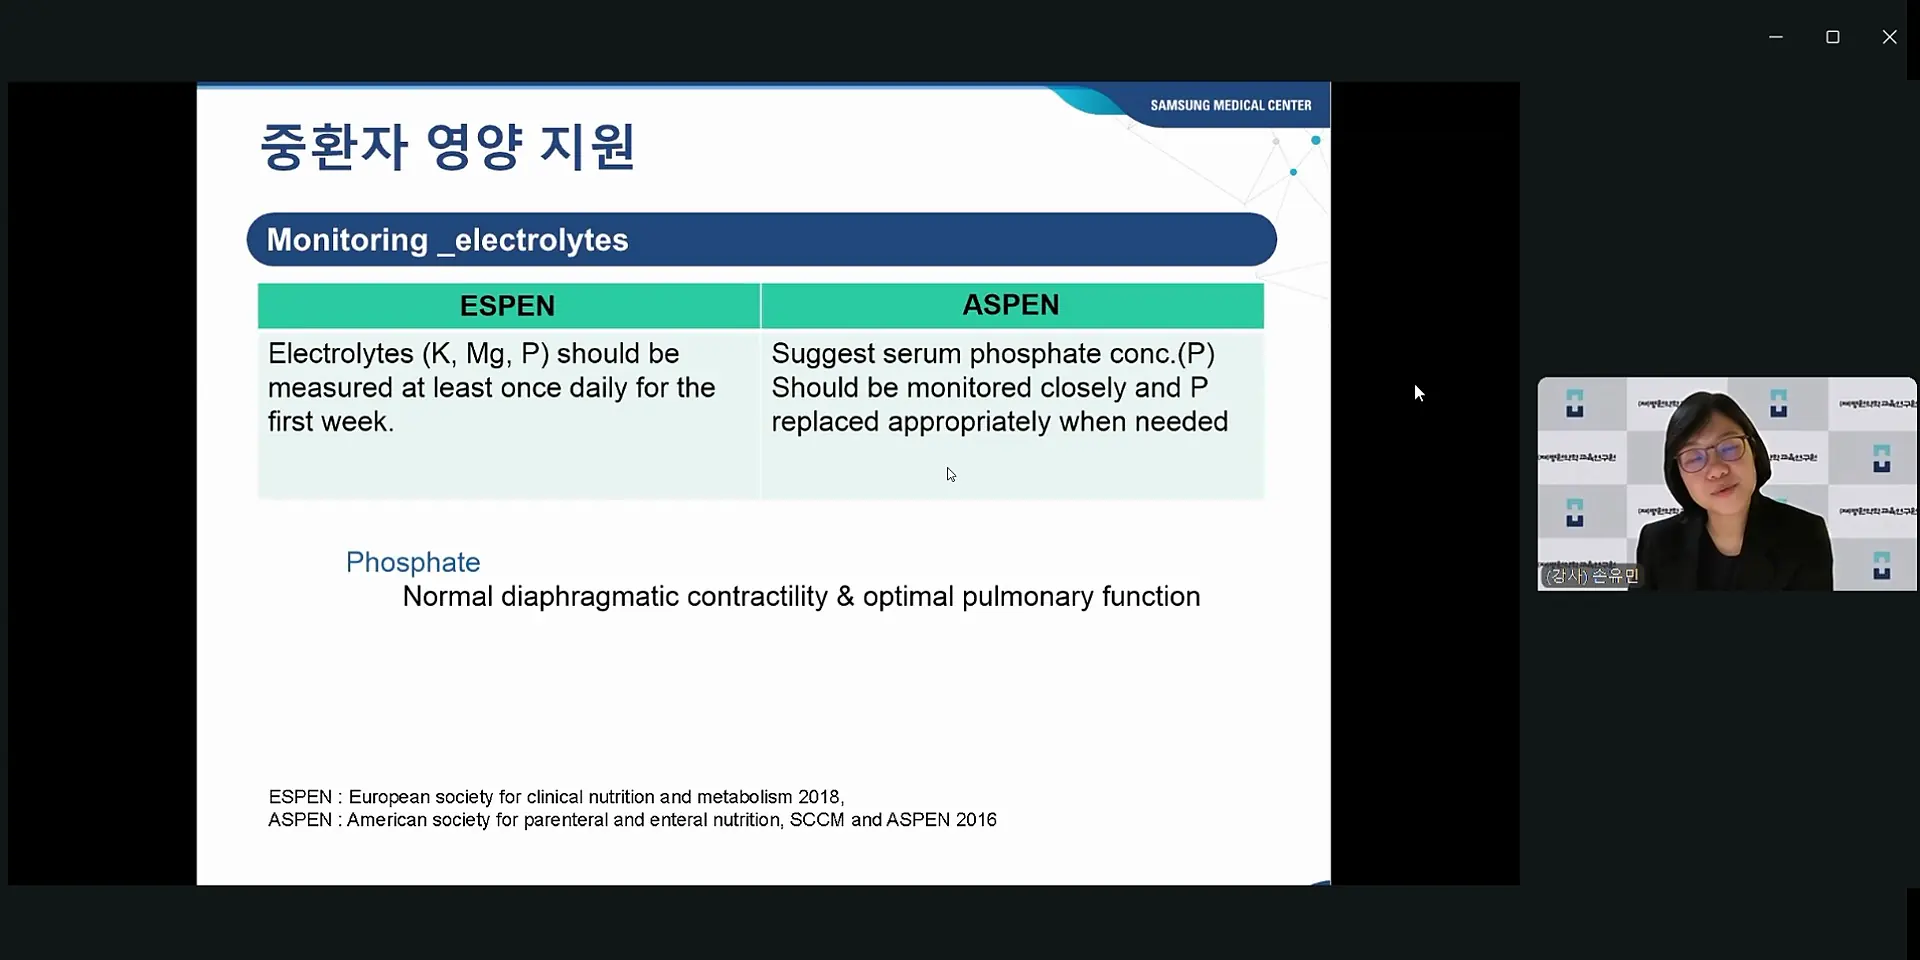 SAMSUNG MEDICAL CENTER
중환자 영양 지원
Monitoring _electrolytes
ESPEN
ASPEN
Electrolytes (K, Mg, P) should be
measured at least once daily for the
first week.
Suggest serum phosphate conc.(P)
Should be monitored closely and P
replaced appropriately when needed
Phosphate
Normal diaphragmatic contractility & optimal pulmonary function
ESPEN : European society for clinical nutrition and metabolism 2018,
ASPEN : American society for parenteral and enteral nutrition, SCCM and ASPEN 2016
(강사) 손유민